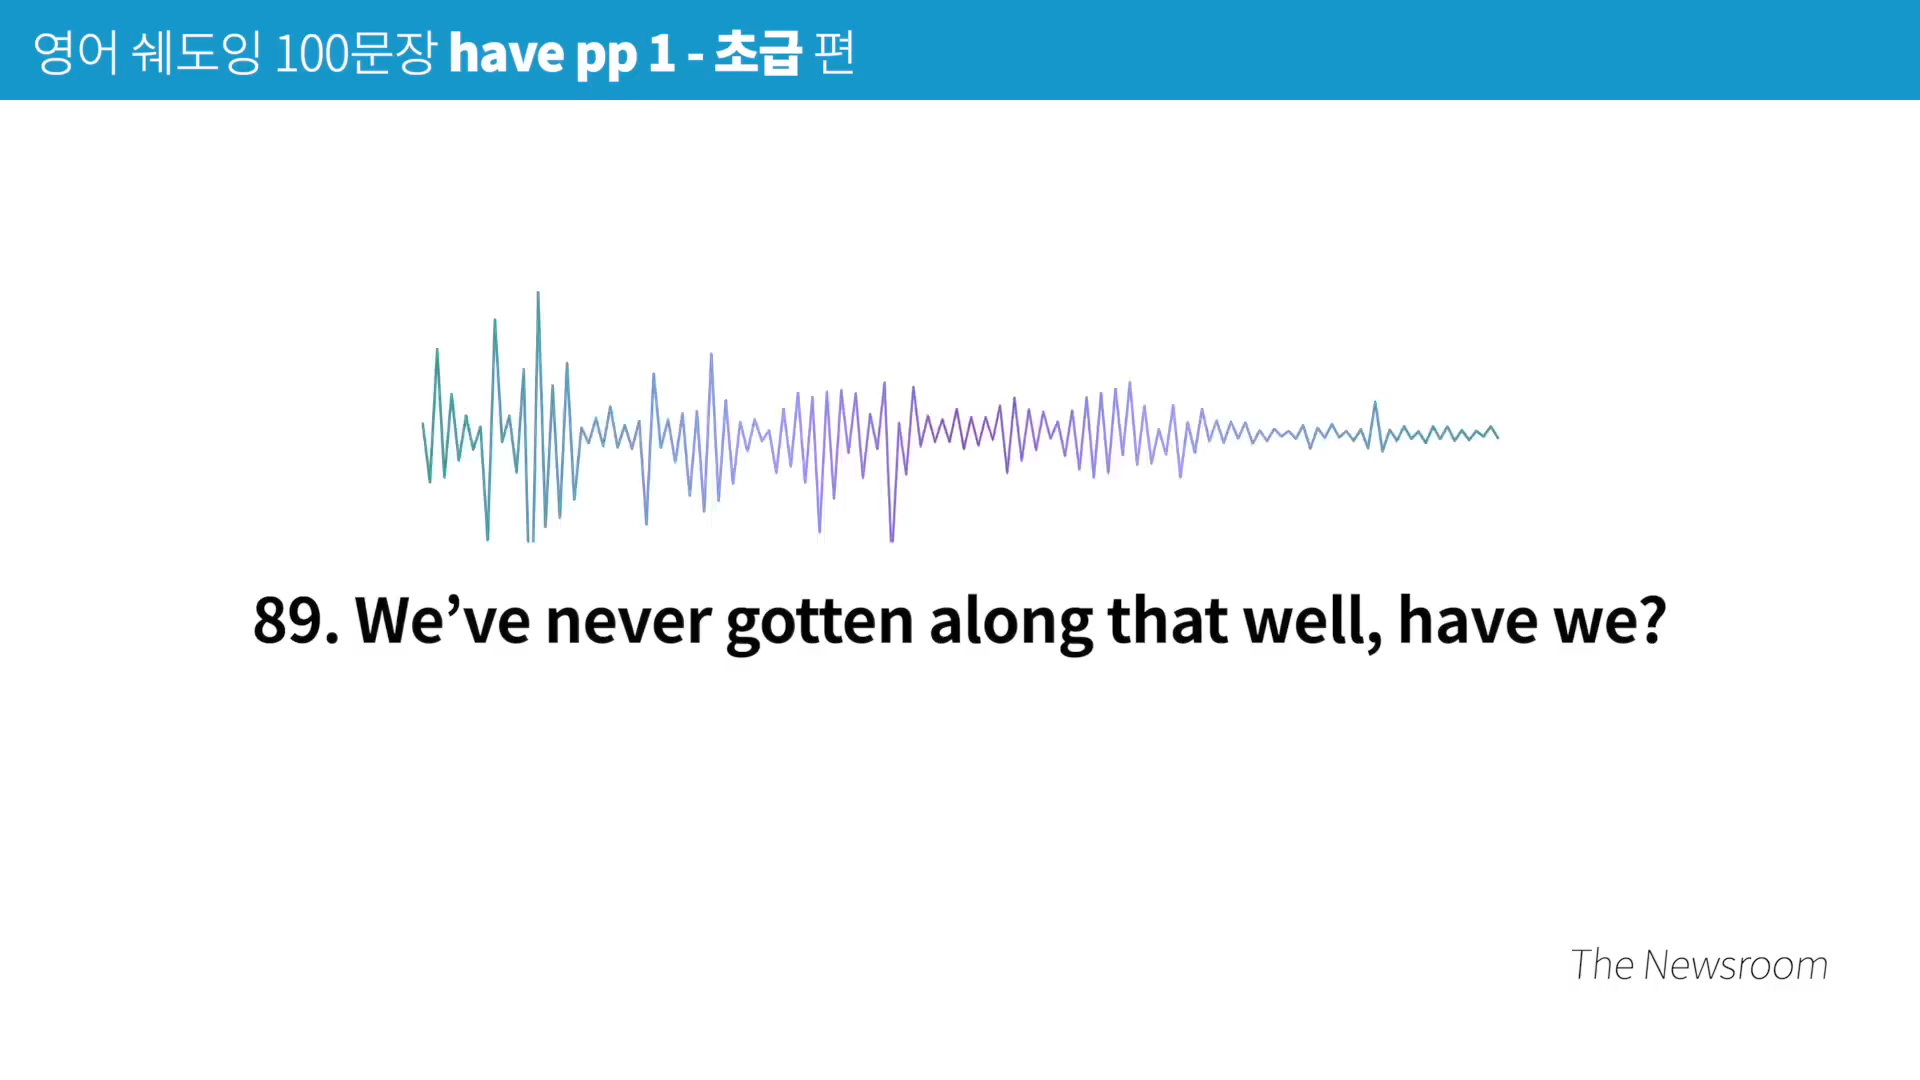 영어 쉐도잉 100문장 have pp 1 - 초급 편
89. We’ve never gotten along that well, have we?
The Newsroom